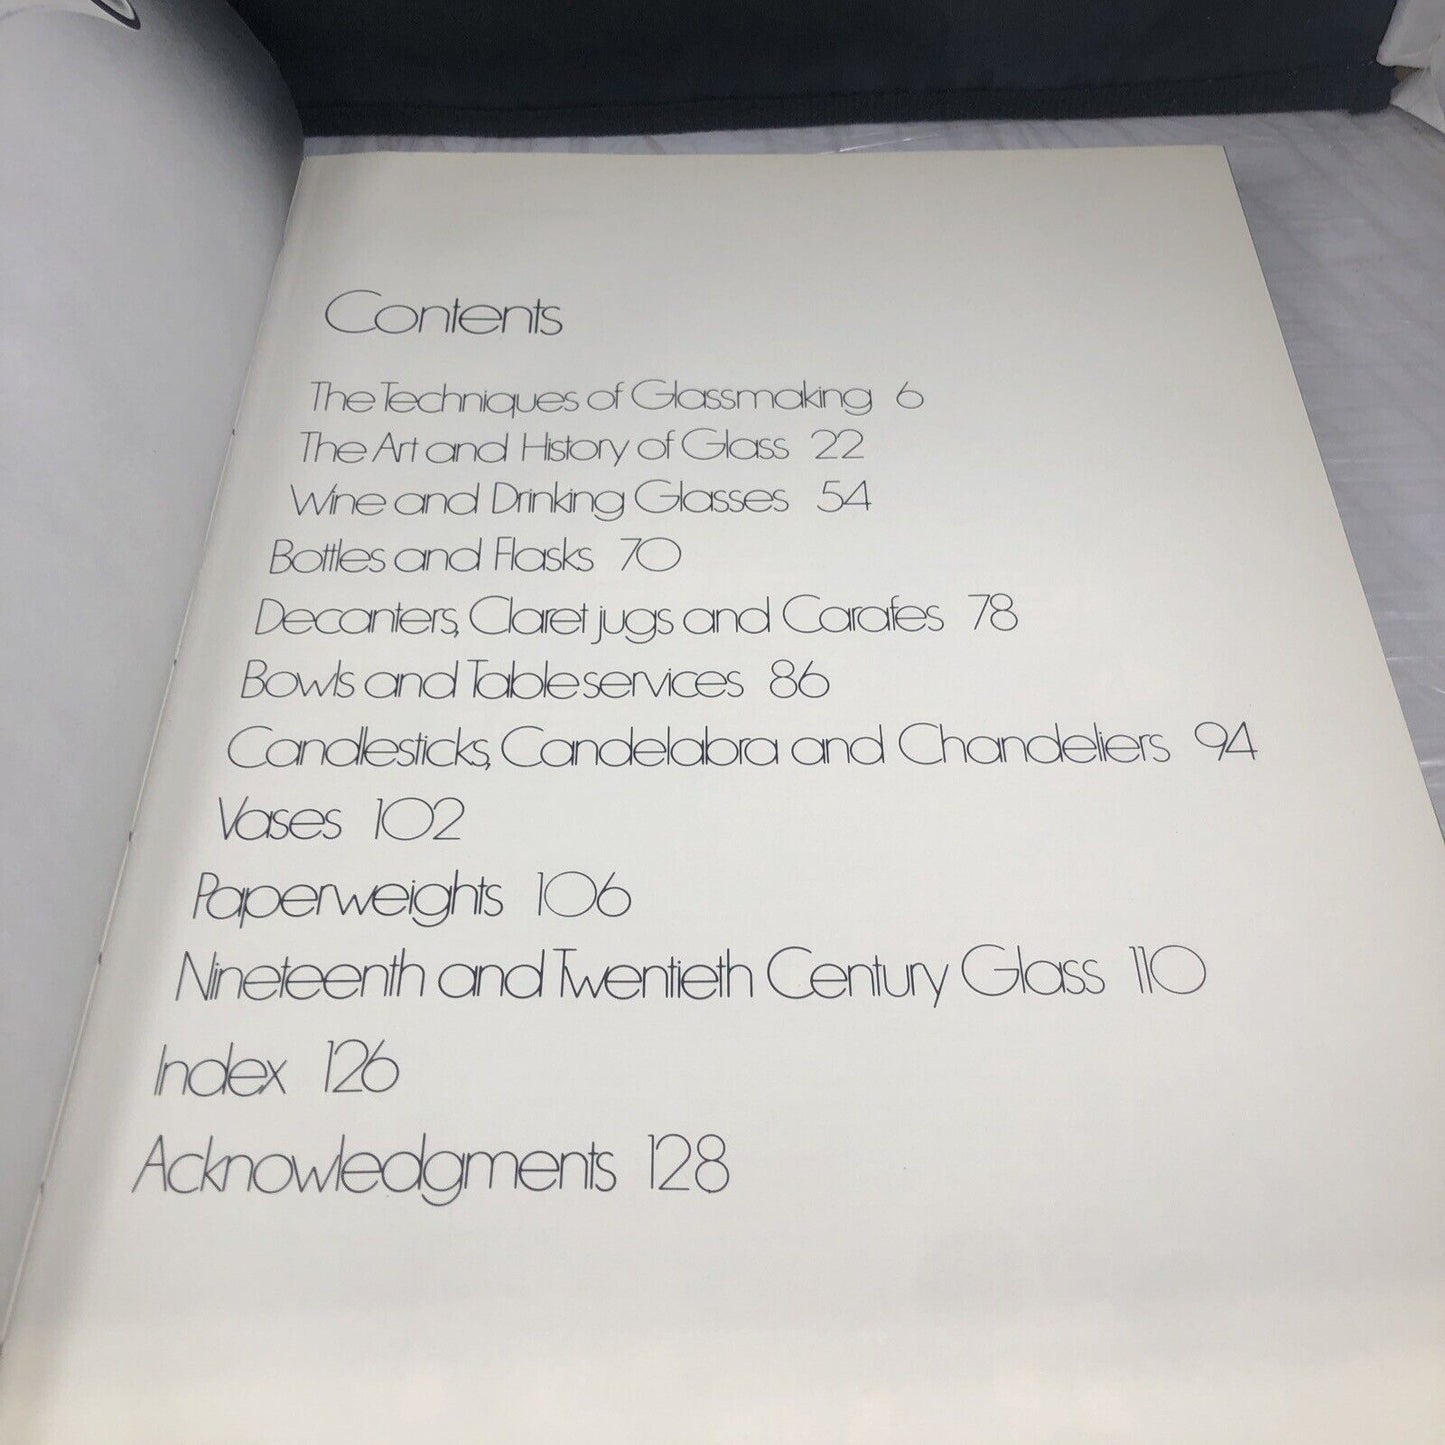 Contents
The Techniques of Glassmaking 6
The Art and History of Glass 22
Wine and Drinking Glasses 54
Bottles and Flasks 70
Decanters, Claret jugs and Carafes 78
Bowls and Table services 86
Candlesticks, Candelabra and Chandeliers 94
Vases 102
Paperweights 106
Nineteenth and Twentieth Century Glass 110
Index 126
Acknowledgments 128